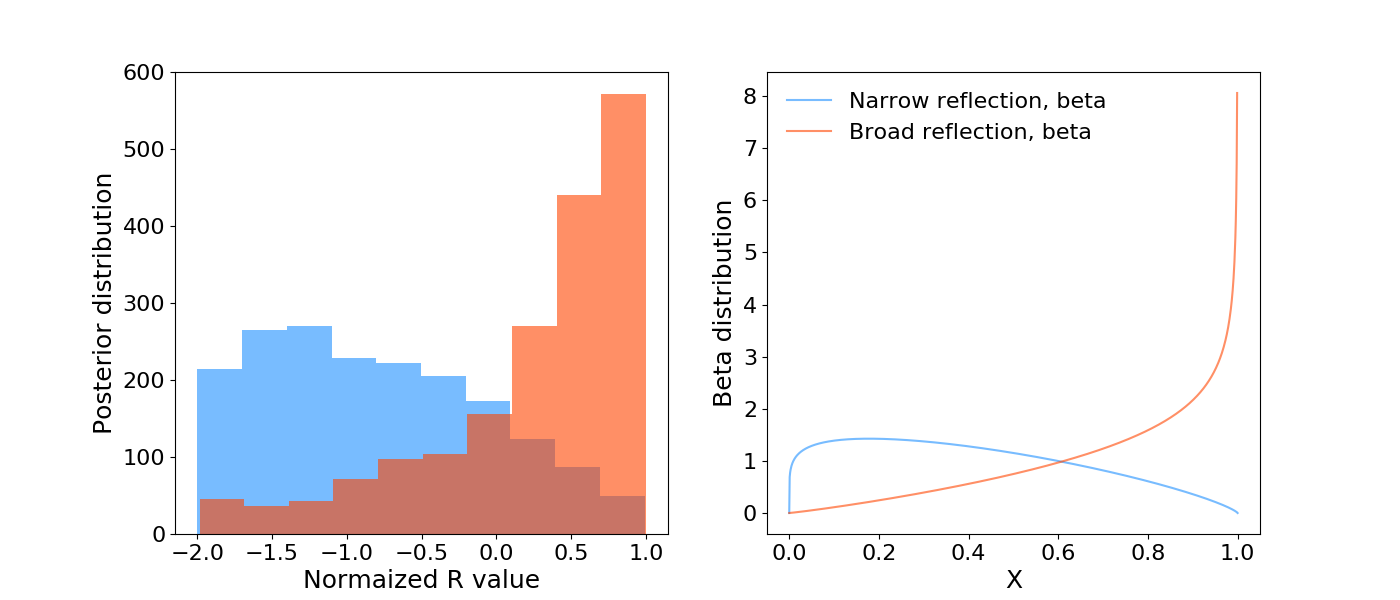 Posterior distribution
600
500
400
300
200
100
0
−2.0 −1.5 −1.0 −0.5 0.0 0.5 1.0
Normaized R value
Beta distribution
8
7
6
5
4
3
2
1
0
Narrow reflection, beta
Broad reflection, beta
0.0 0.2 0.4 0.6 0.8 1.0
X